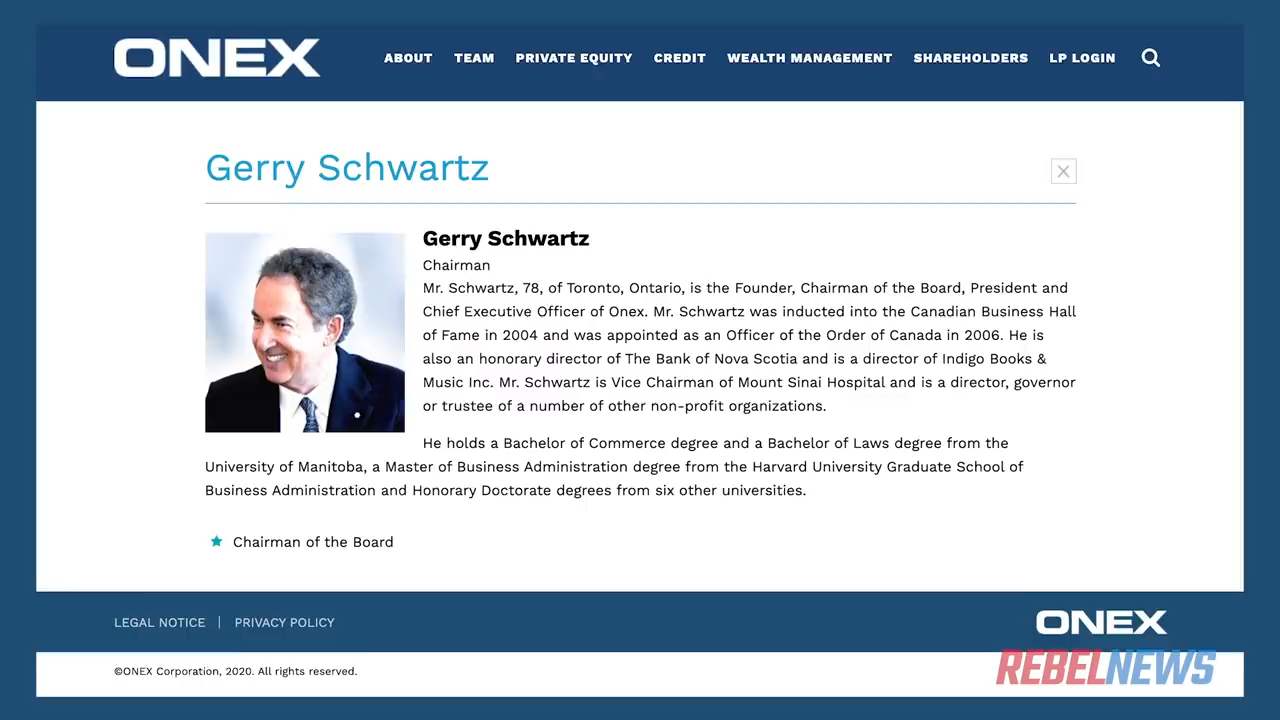 ONEX
ABOUT TEAM PRIVATE EQUITY CREDIT WEALTH MANAGEMENT SHAREHOLDERS LP LOGIN
Gerry Schwartz
Gerry Schwartz
Chairman
Mr. Schwartz, 78, of Toronto, Ontario, is the Founder, Chairman of the Board, President and
Chief Executive Officer of Onex. Mr. Schwartz was inducted into the Canadian Business Hall
of Fame in 2004 and was appointed as an Officer of the Order of Canada in 2006. He is
also an honorary director of The Bank of Nova Scotia and is a director of Indigo Books &
Music Inc. Mr. Schwartz is Vice Chairman of Mount Sinai Hospital and is a director, governor
or trustee of a number of other non-profit organizations.
He holds a Bachelor of Commerce degree and a Bachelor of Laws degree from the
University of Manitoba, a Master of Business Administration degree from the Harvard University Graduate School of
Business Administration and Honorary Doctorate degrees from six other universities.
Chairman of the Board
LEGAL NOTICE | PRIVACY POLICY
ONEX
©ONEX Corporation, 2020. All rights reserved.
REBELNEWS